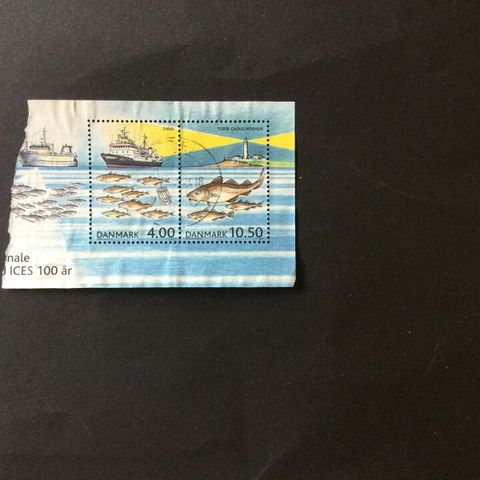 DANA
TORSK GADUS MORHUA
DANMARK 4.00
DANMARK 10.50
nale
ICES 100 år